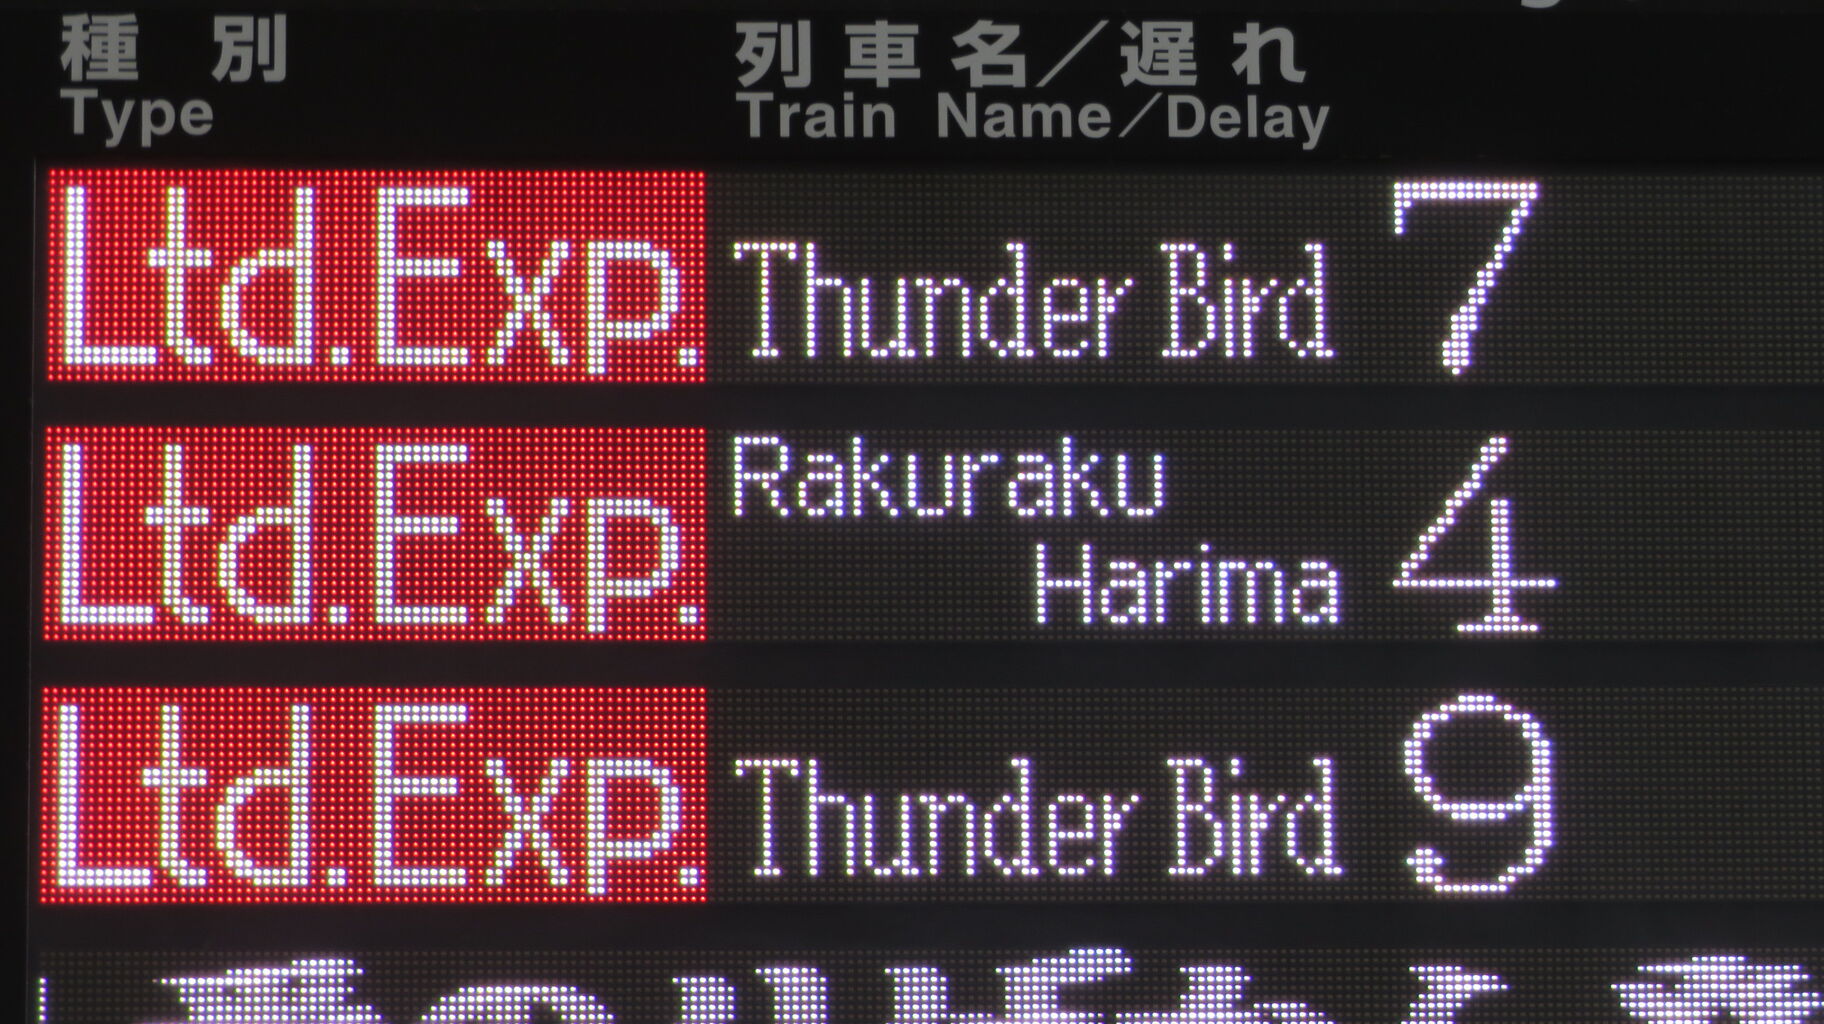 種別 列車名／遅れ
Type Train Name／Delay
Ltd.Exp. Thunder Bird 7
Ltd.Exp. Rakuraku Harima 4
Ltd.Exp. Thunder Bird 9